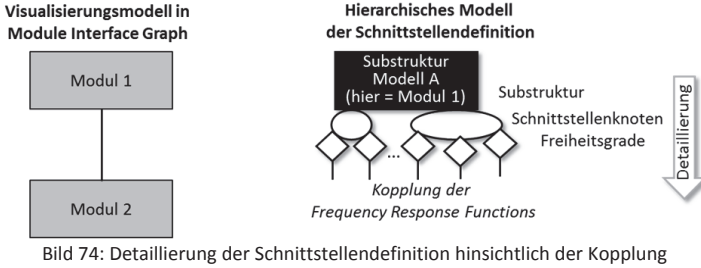 Visualisierungsmodell in
Module Interface Graph
Modul 1
Modul 2
Hierarchisches Modell
der Schnittstellendefinition
Substruktur
Modell A
(hier = Modul 1)
Substruktur
Schnittstellenknoten
Freiheitsgrade
...
Kopplung der
Frequency Response Functions
Detaillierung
Bild 74: Detaillierung der Schnittstellendefinition hinsichtlich der Kopplung